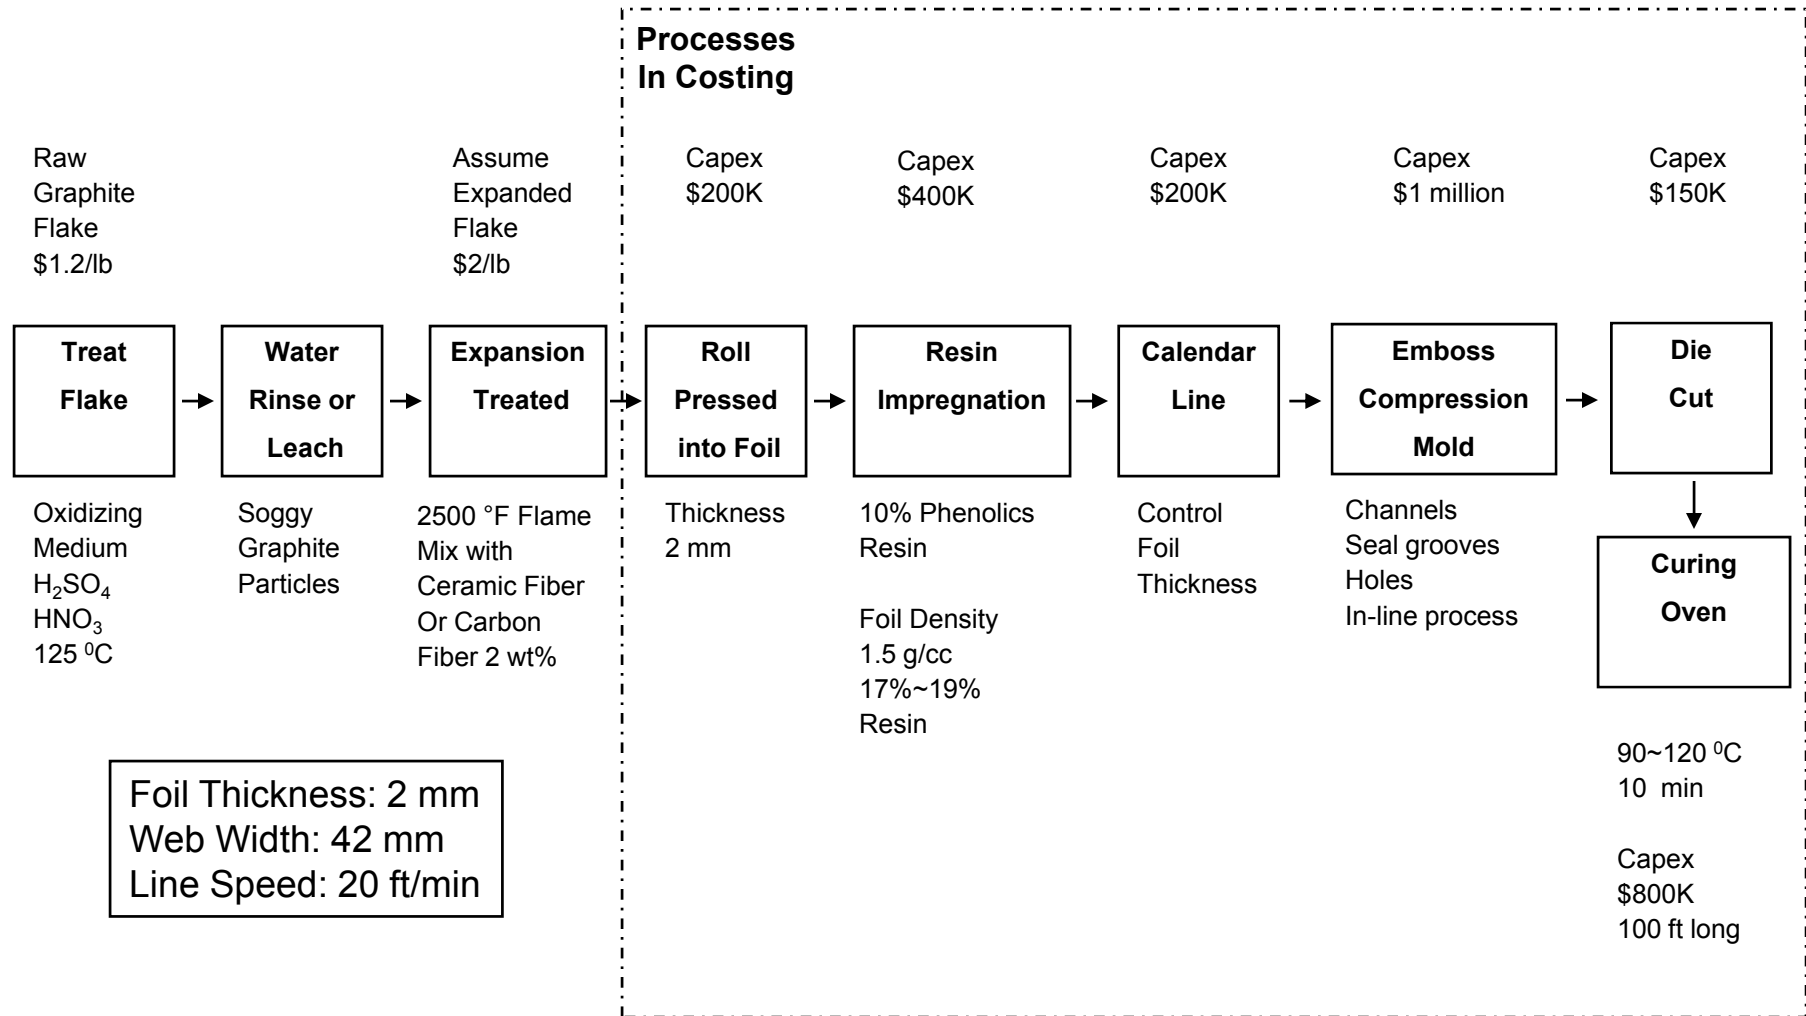 Processes
In Costing
Raw
Graphite
Flake
$1.2/lb
Assume
Expanded
Flake
$2/lb
Capex
$200K
Capex
$400K
Capex
$200K
Capex
$1 million
Capex
$150K
Treat
Flake
Water
Rinse or
Leach
Expansion
Treated
Roll
Pressed
into Foil
Resin
Impregnation
Calendar
Line
Emboss
Compression
Mold
Die
Cut
Oxidizing
Medium
H₂SO₄
HNO₃
125 ⁰C
Soggy
Graphite
Particles
2500 °F Flame
Mix with
Ceramic Fiber
Or Carbon
Fiber 2 wt%
Thickness
2 mm
10% Phenolics
Resin
Foil Density
1.5 g/cc
17%~19%
Resin
Control
Foil
Thickness
Channels
Seal grooves
Holes
In-line process
Curing
Oven
90~120 ⁰C
10 min
Capex
$800K
100 ft long
Foil Thickness: 2 mm
Web Width: 42 mm
Line Speed: 20 ft/min